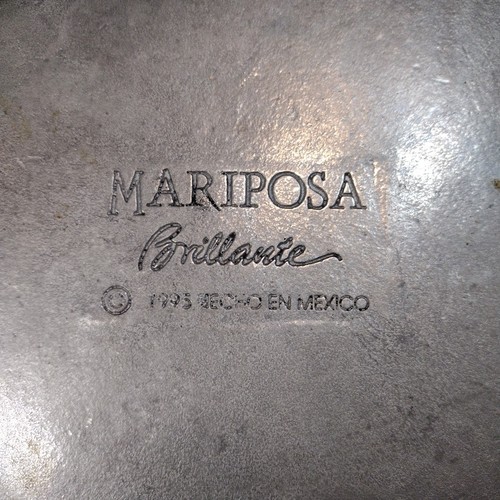 MARIPOSA
Brillante
© 1995 HECHO EN MEXICO